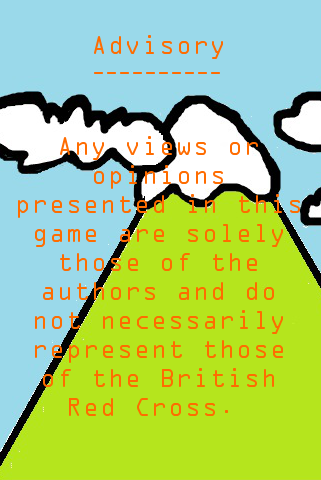 Advisory
----------
Any views or
opinions
presented in this
game are solely
those of the
authors and do
not necessarily
represent those
of the British
Red Cross.